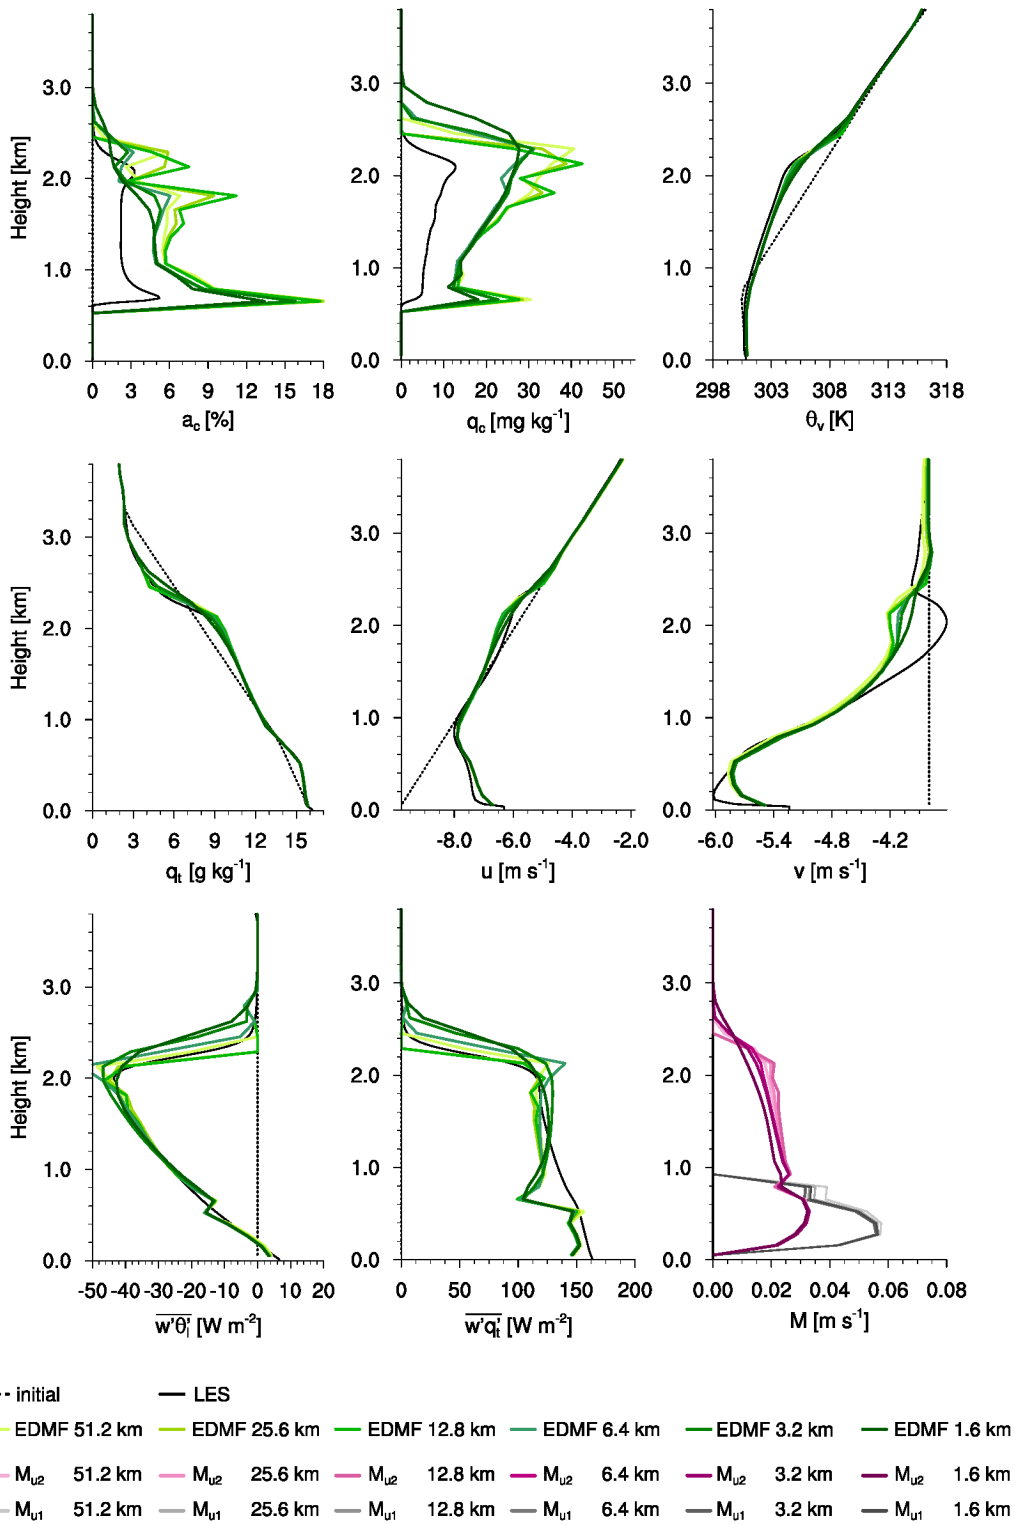 3.0 3.0 3.0
2.0 2.0 2.0
1.0 1.0 1.0
0.0 0.0 0.0
Height [km]
0 3 6 9 12 15 18 0 10 20 30 40 50 298 303 308 313 318
a_c [%] q_c [mg kg⁻¹] θ_v [K]
3.0 3.0 3.0
2.0 2.0 2.0
1.0 1.0 1.0
0.0 0.0 0.0
Height [km]
0 3 6 9 12 15 -8.0 -6.0 -4.0 -2.0 -6.0 -5.4 -4.8 -4.2
q_t [g kg⁻¹] u [m s⁻¹] v [m s⁻¹]
3.0 3.0 3.0
2.0 2.0 2.0
1.0 1.0 1.0
0.0 0.0 0.0
Height [km]
-50 -40 -30 -20 -10 0 10 20 0 50 100 150 200 0.00 0.02 0.04 0.06 0.08
w'θ_l' [W m⁻²] w'q_t' [W m⁻²] M [m s⁻¹]
initial LES
EDMF 51.2 km EDMF 25.6 km EDMF 12.8 km EDMF 6.4 km EDMF 3.2 km EDMF 1.6 km
M_u2 51.2 km M_u2 25.6 km M_u2 12.8 km M_u2 6.4 km M_u2 3.2 km M_u2 1.6 km
M_u1 51.2 km M_u1 25.6 km M_u1 12.8 km M_u1 6.4 km M_u1 3.2 km M_u1 1.6 km